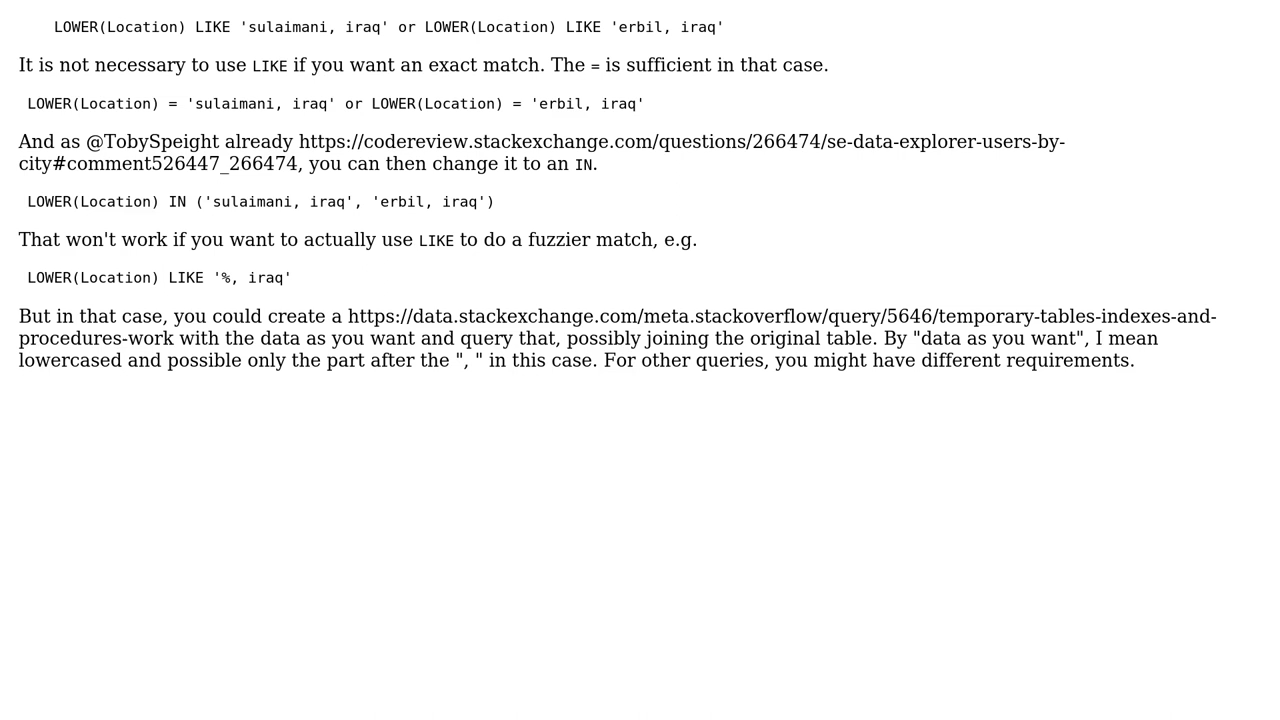 LOWER(Location) LIKE 'sulaimani, iraq' or LOWER(Location) LIKE 'erbil, iraq'
It is not necessary to use LIKE if you want an exact match. The = is sufficient in that case.
LOWER(Location) = 'sulaimani, iraq' or LOWER(Location) = 'erbil, iraq'
And as @TobySpeight already https://codereview.stackexchange.com/questions/266474/se-data-explorer-users-by-
city#comment526447_266474, you can then change it to an IN.
LOWER(Location) IN ('sulaimani, iraq', 'erbil, iraq')
That won't work if you want to actually use LIKE to do a fuzzier match, e.g.
LOWER(Location) LIKE '%, iraq'
But in that case, you could create a https://data.stackexchange.com/meta.stackoverflow/query/5646/temporary-tables-indexes-and-
procedures-work with the data as you want and query that, possibly joining the original table. By "data as you want", I mean
lowercased and possible only the part after the ", " in this case. For other queries, you might have different requirements.